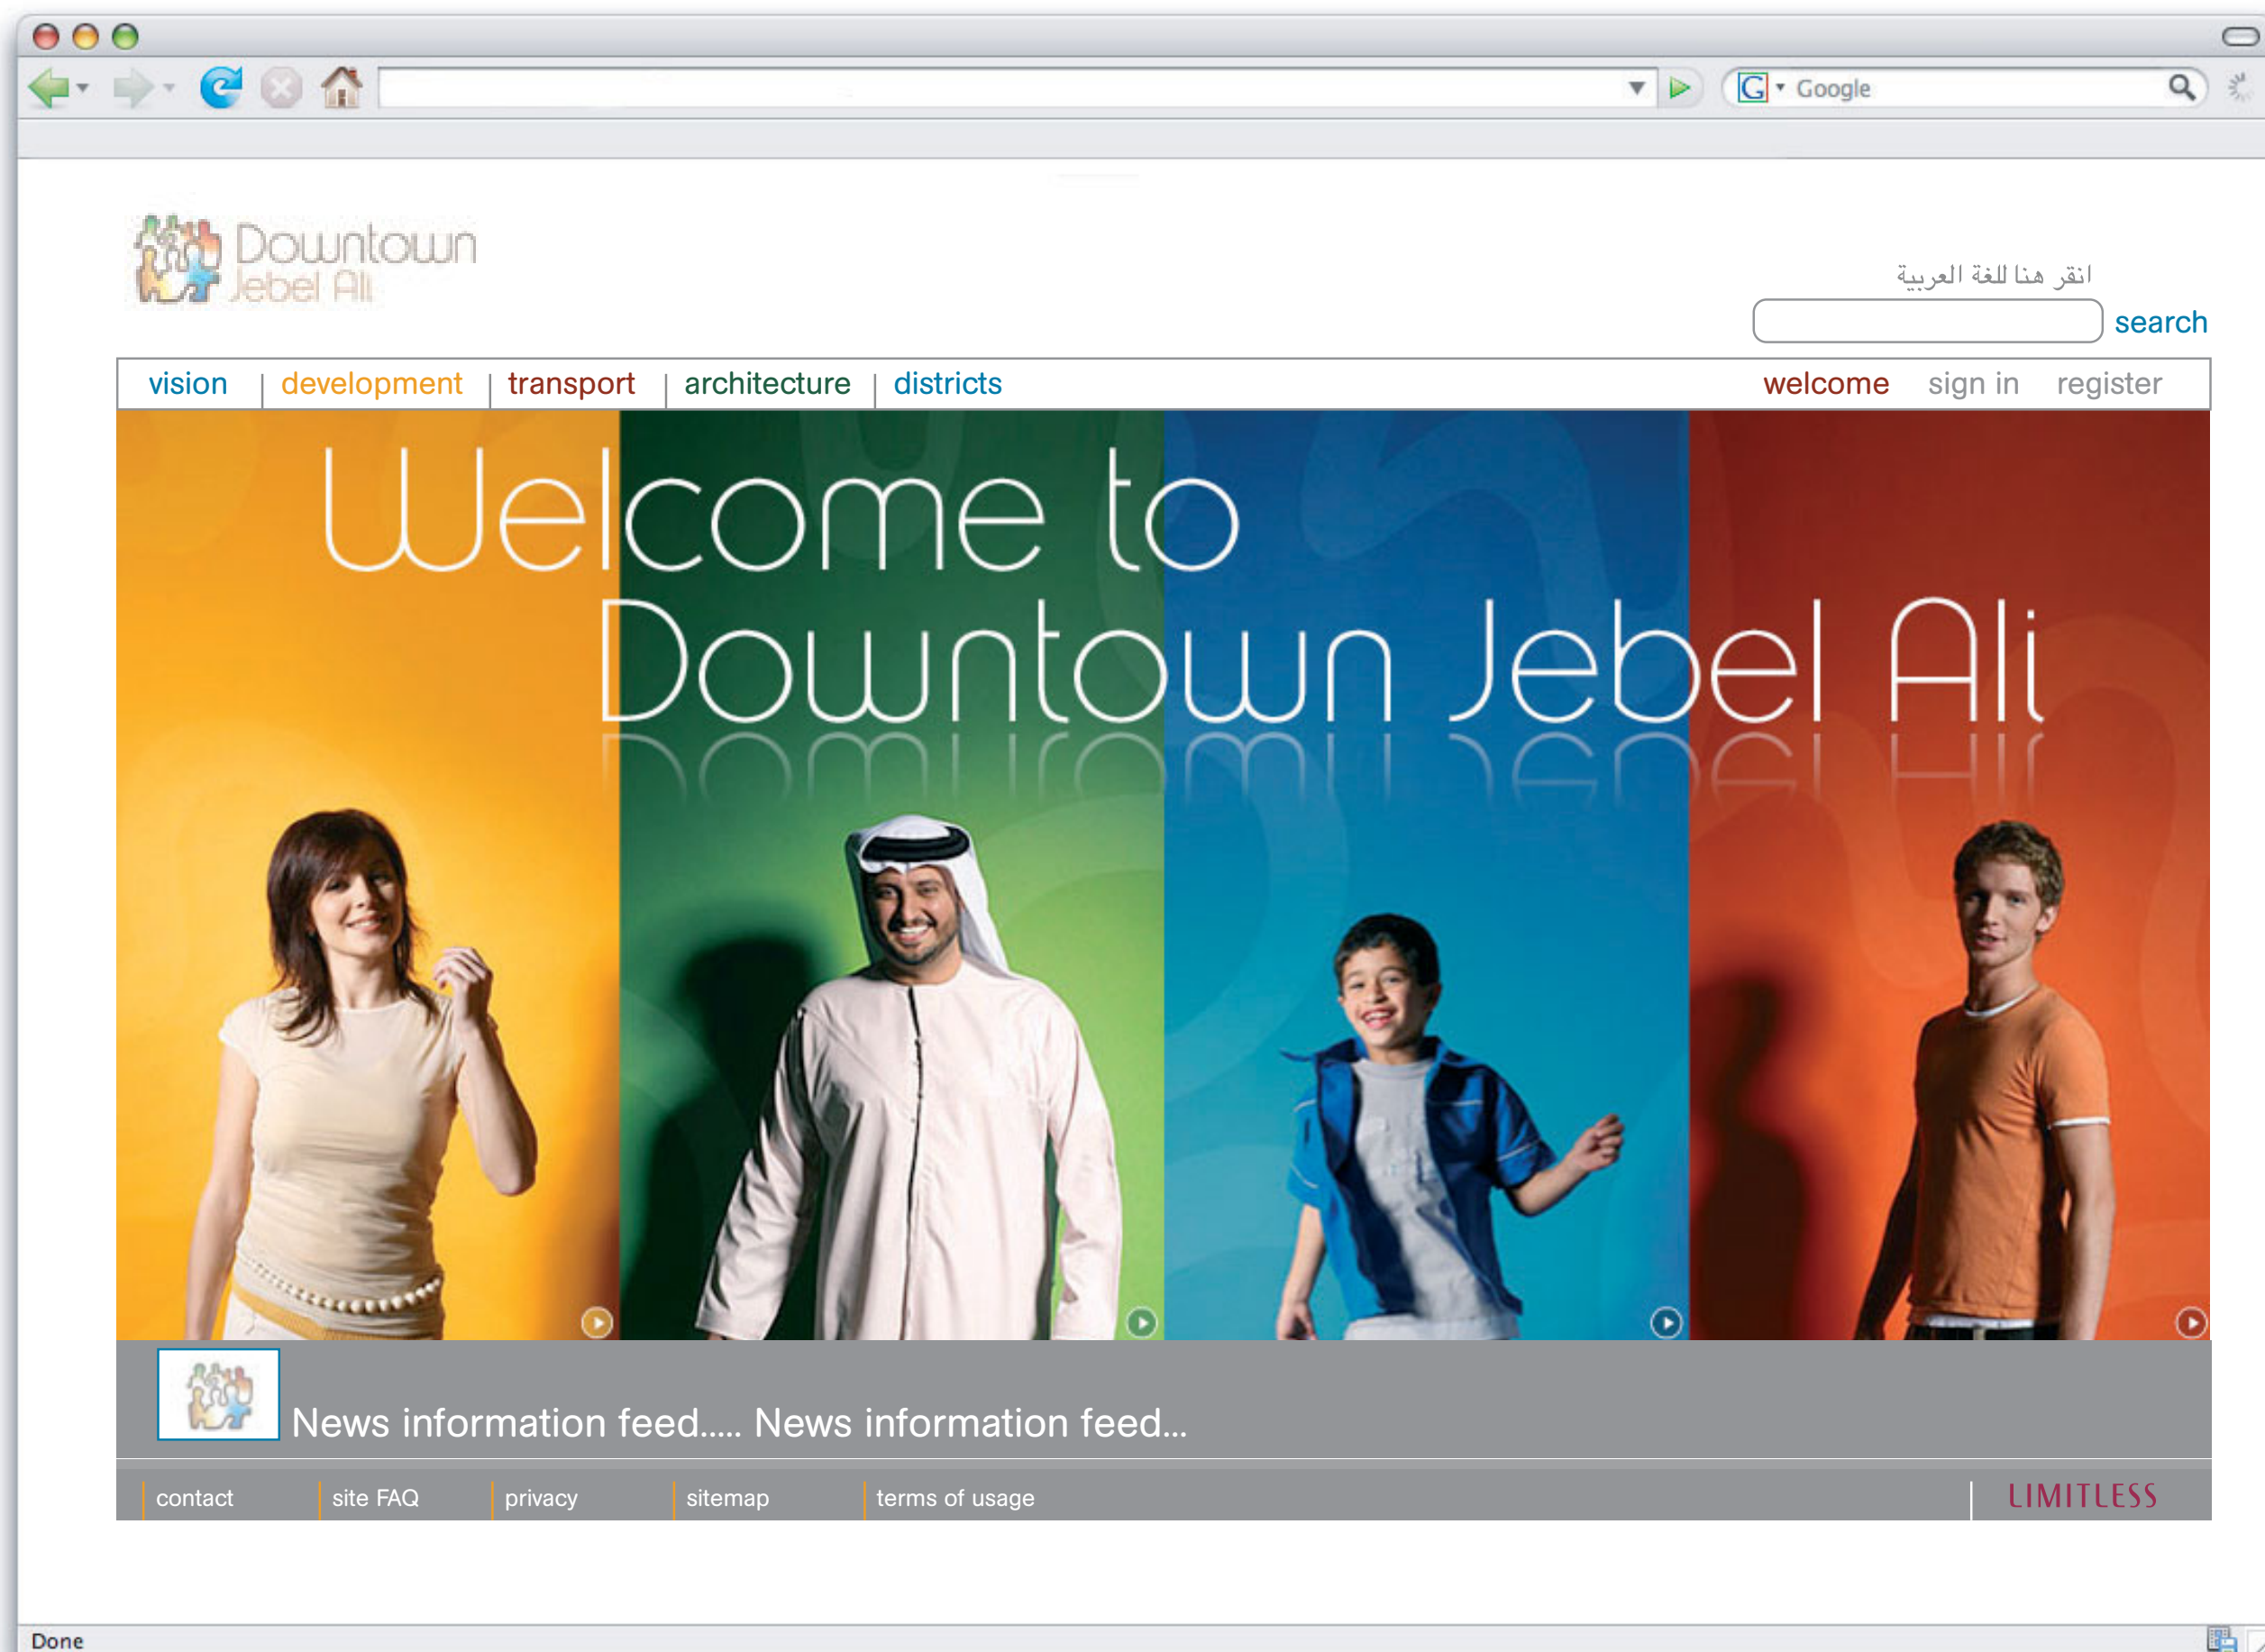 Google
Downtown
Jebel Ali
انقر هنا للغة العربية
search
vision development transport architecture districts welcome sign in register
Welcome to
Downtown Jebel Ali
News information feed..... News information feed...
contact site FAQ privacy sitemap terms of usage LIMITLESS
Done